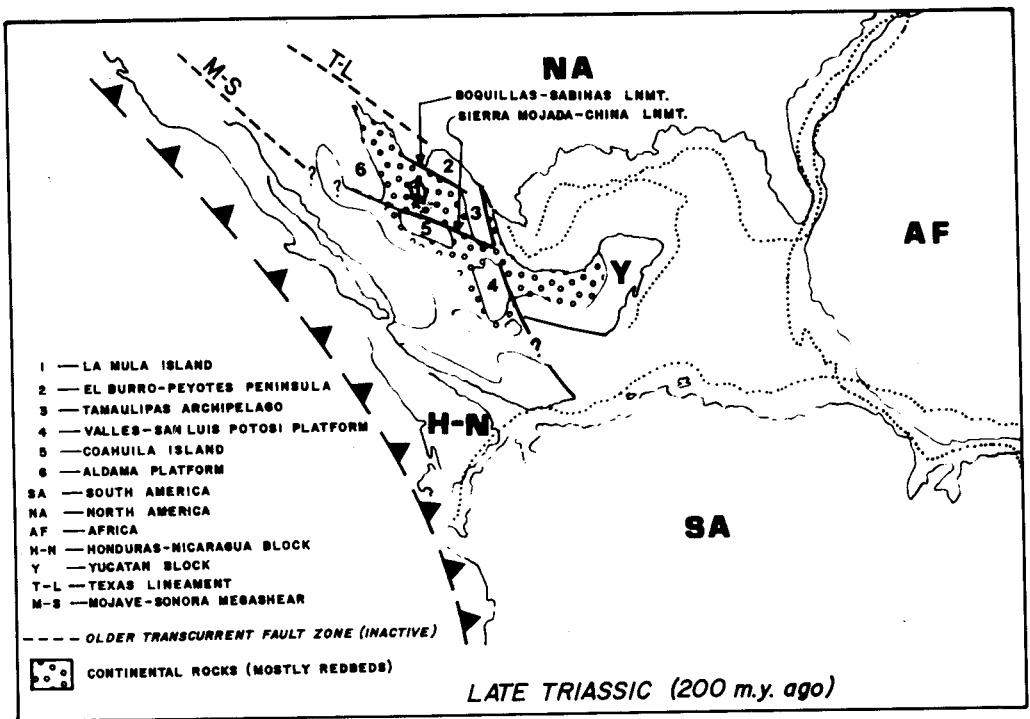 NA
T-L
M-S
BOQUILLAS-SABINAS LNMT.
SIERRA MOJADA-CHINA LNMT.
2
6
?
?
1
3
5
AF
Y
4
?
H-N
SA
1 — LA MULA ISLAND
2 — EL BURRO-PEYOTES PENINSULA
3 — TAMAULIPAS ARCHIPELAGO
4 — VALLES-SAN LUIS POTOSI PLATFORM
5 — COAHUILA ISLAND
6 — ALDAMA PLATFORM
SA — SOUTH AMERICA
NA — NORTH AMERICA
AF — AFRICA
H-N — HONDURAS-NICARAGUA BLOCK
Y — YUCATAN BLOCK
T-L — TEXAS LINEAMENT
M-S — MOJAVE-SONORA MEGASHEAR
---- OLDER TRANSCURRENT FAULT ZONE (INACTIVE)
CONTINENTAL ROCKS (MOSTLY REDBEDS)
LATE TRIASSIC (200 m.y. ago)